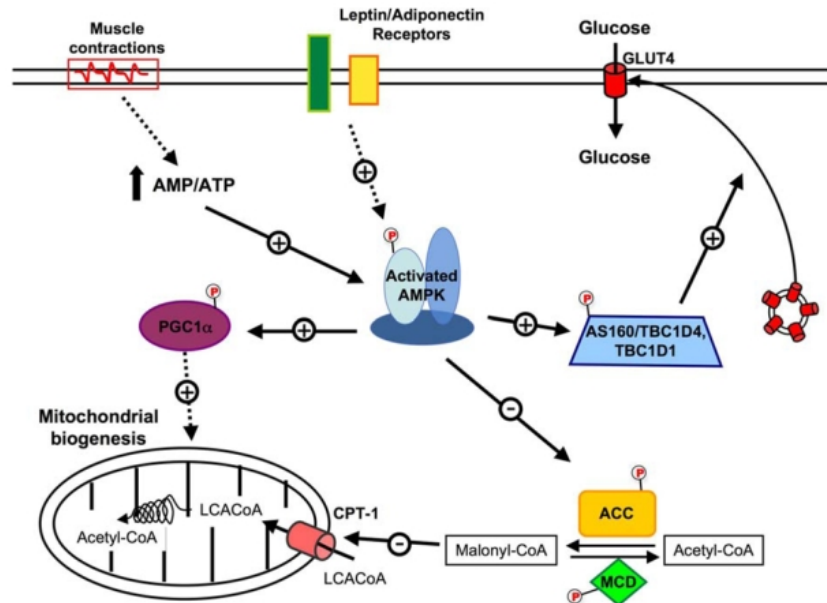 Muscle
contractions
Leptin/Adiponectin
Receptors
Glucose
GLUT4
Glucose
AMP/ATP
+
+
P
Activated
AMPK
+
P
PGC1α
+
P
AS160/TBC1D4,
TBC1D1
+
+
-
Mitochondrial
biogenesis
P
ACC
CPT-1
LCACoA
Acetyl-CoA
-
Malonyl-CoA
Acetyl-CoA
LCACoA
MCD
P